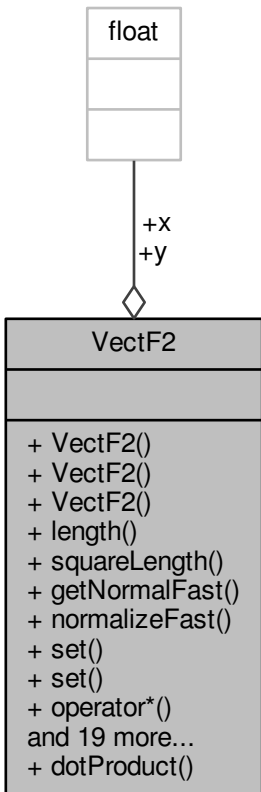 float
+x
+y
VectF2
+ VectF2()
+ VectF2()
+ VectF2()
+ length()
+ squareLength()
+ getNormalFast()
+ normalizeFast()
+ set()
+ set()
+ operator*()
and 19 more...
+ dotProduct()